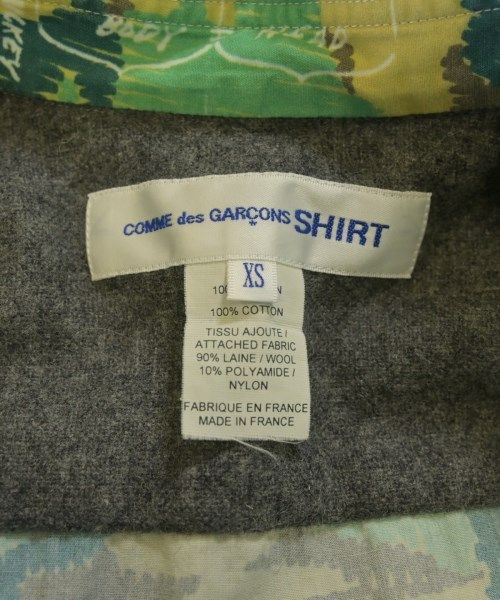 BODY
COMME des GARÇONS SHIRT
XS
100% COTTON
TISSU AJOUTE /
ATTACHED FABRIC
90% LAINE / WOOL
10% POLYAMIDE /
NYLON
FABRIQUE EN FRANCE
MADE IN FRANCE